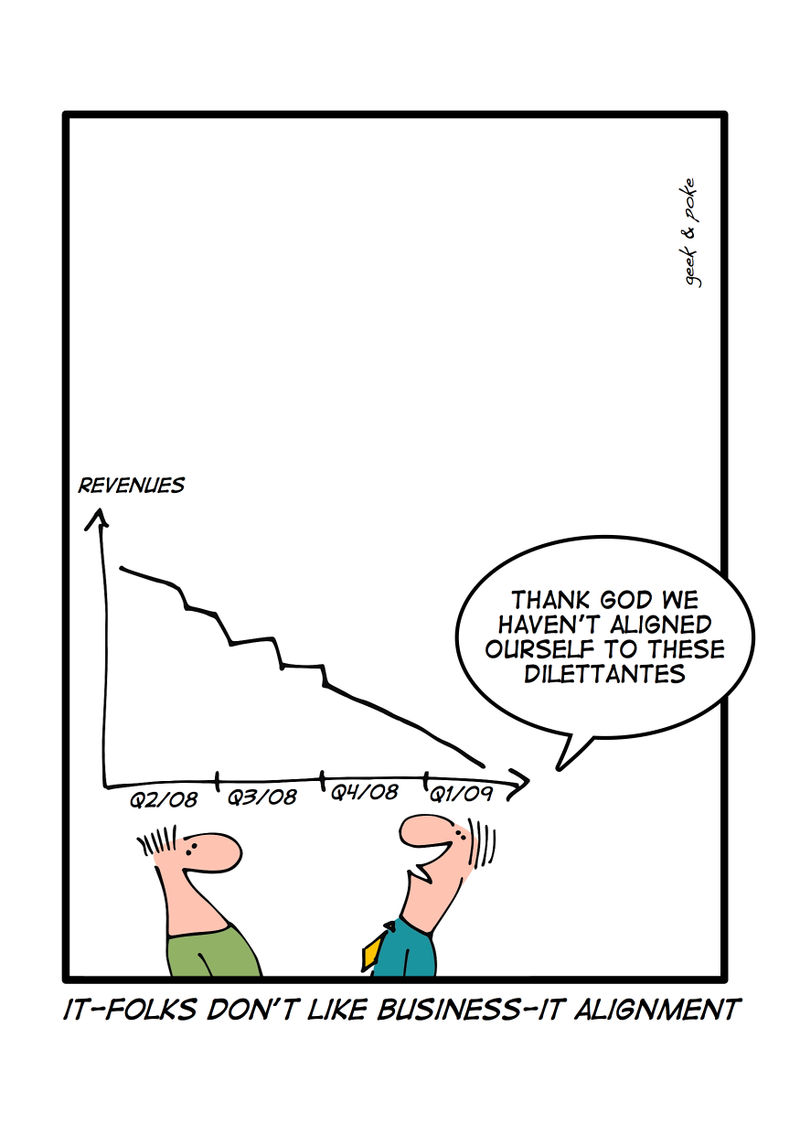 geek & poke
REVENUES
THANK GOD WE
HAVEN'T ALIGNED
OURSELF TO THESE
DILETTANTES
Q2/08 Q3/08 Q4/08 Q1/09
IT-FOLKS DON'T LIKE BUSINESS-IT ALIGNMENT